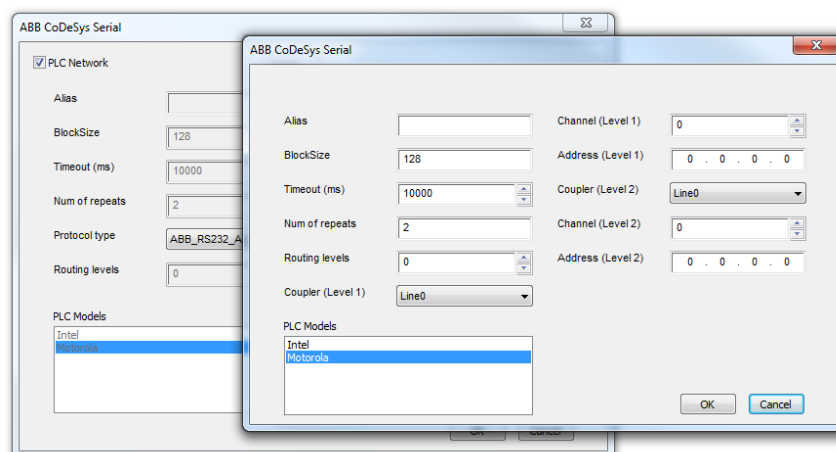 ABB CoDeSys Serial
PLC Network
Alias
BlockSize
128
Timeout (ms)
10000
Num of repeats
2
Protocol type
ABB_RS232_A
Routing levels
0
PLC Models
Intel
Motorola
ABB CoDeSys Serial
Alias
BlockSize
128
Timeout (ms)
10000
Num of repeats
2
Routing levels
0
Coupler (Level 1)
Line0
PLC Models
Intel
Motorola
Channel (Level 1)
0
Address (Level 1)
0 . 0 . 0 . 0
Coupler (Level 2)
Line0
Channel (Level 2)
0
Address (Level 2)
0 . 0 . 0 . 0
OK
Cancel